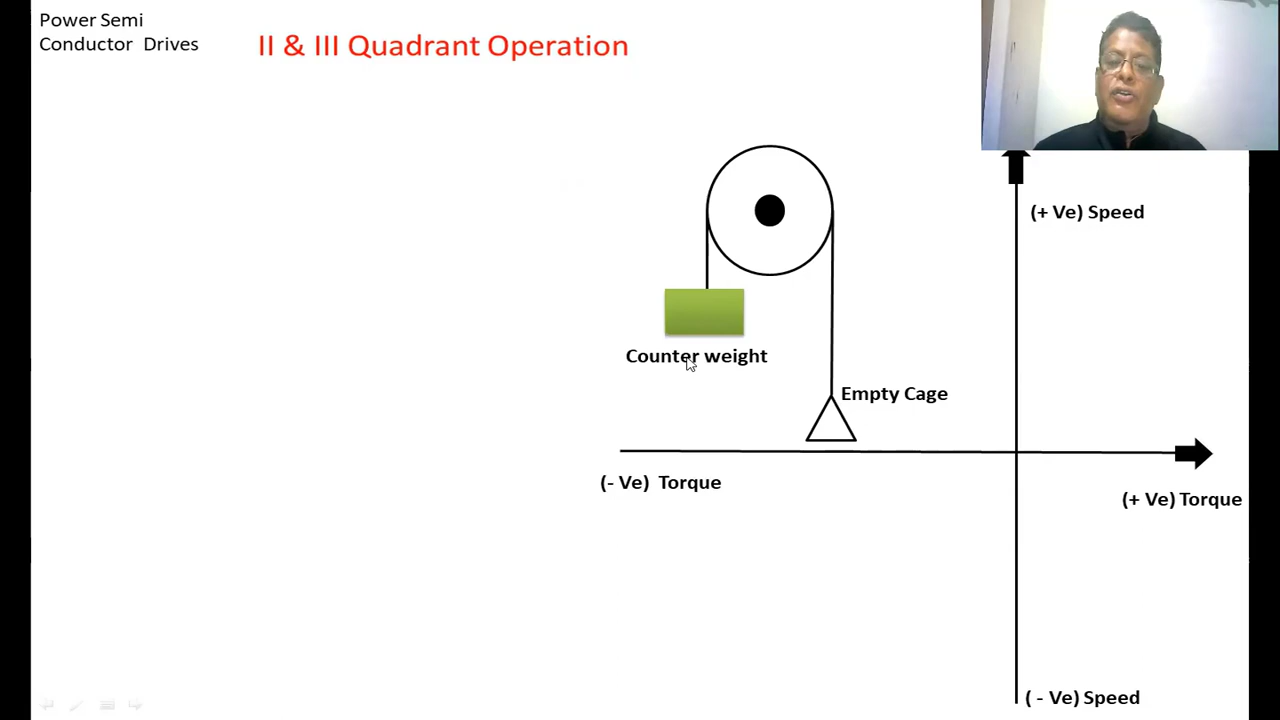 Power Semi
Conductor Drives
II & III Quadrant Operation
(+ Ve) Speed
Counter weight
Empty Cage
(- Ve) Torque
(+ Ve) Torque
( - Ve) Speed